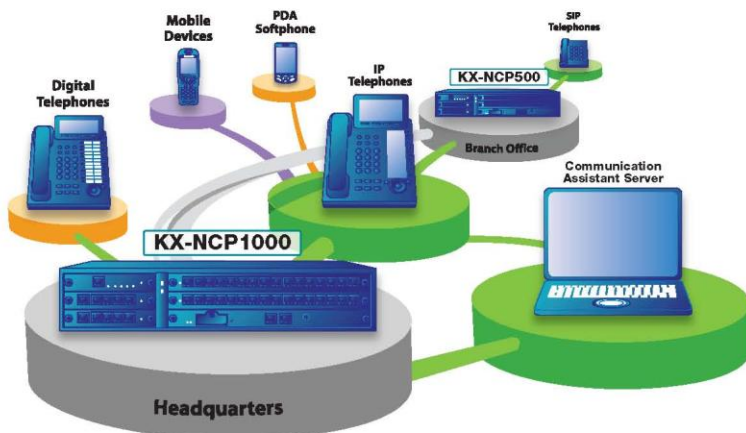 Mobile
Devices
PDA
Softphone
SIP
Telephones
Digital
Telephones
IP
Telephones
KX-NCP500
Branch Office
Communication
Assistant Server
KX-NCP1000
Headquarters